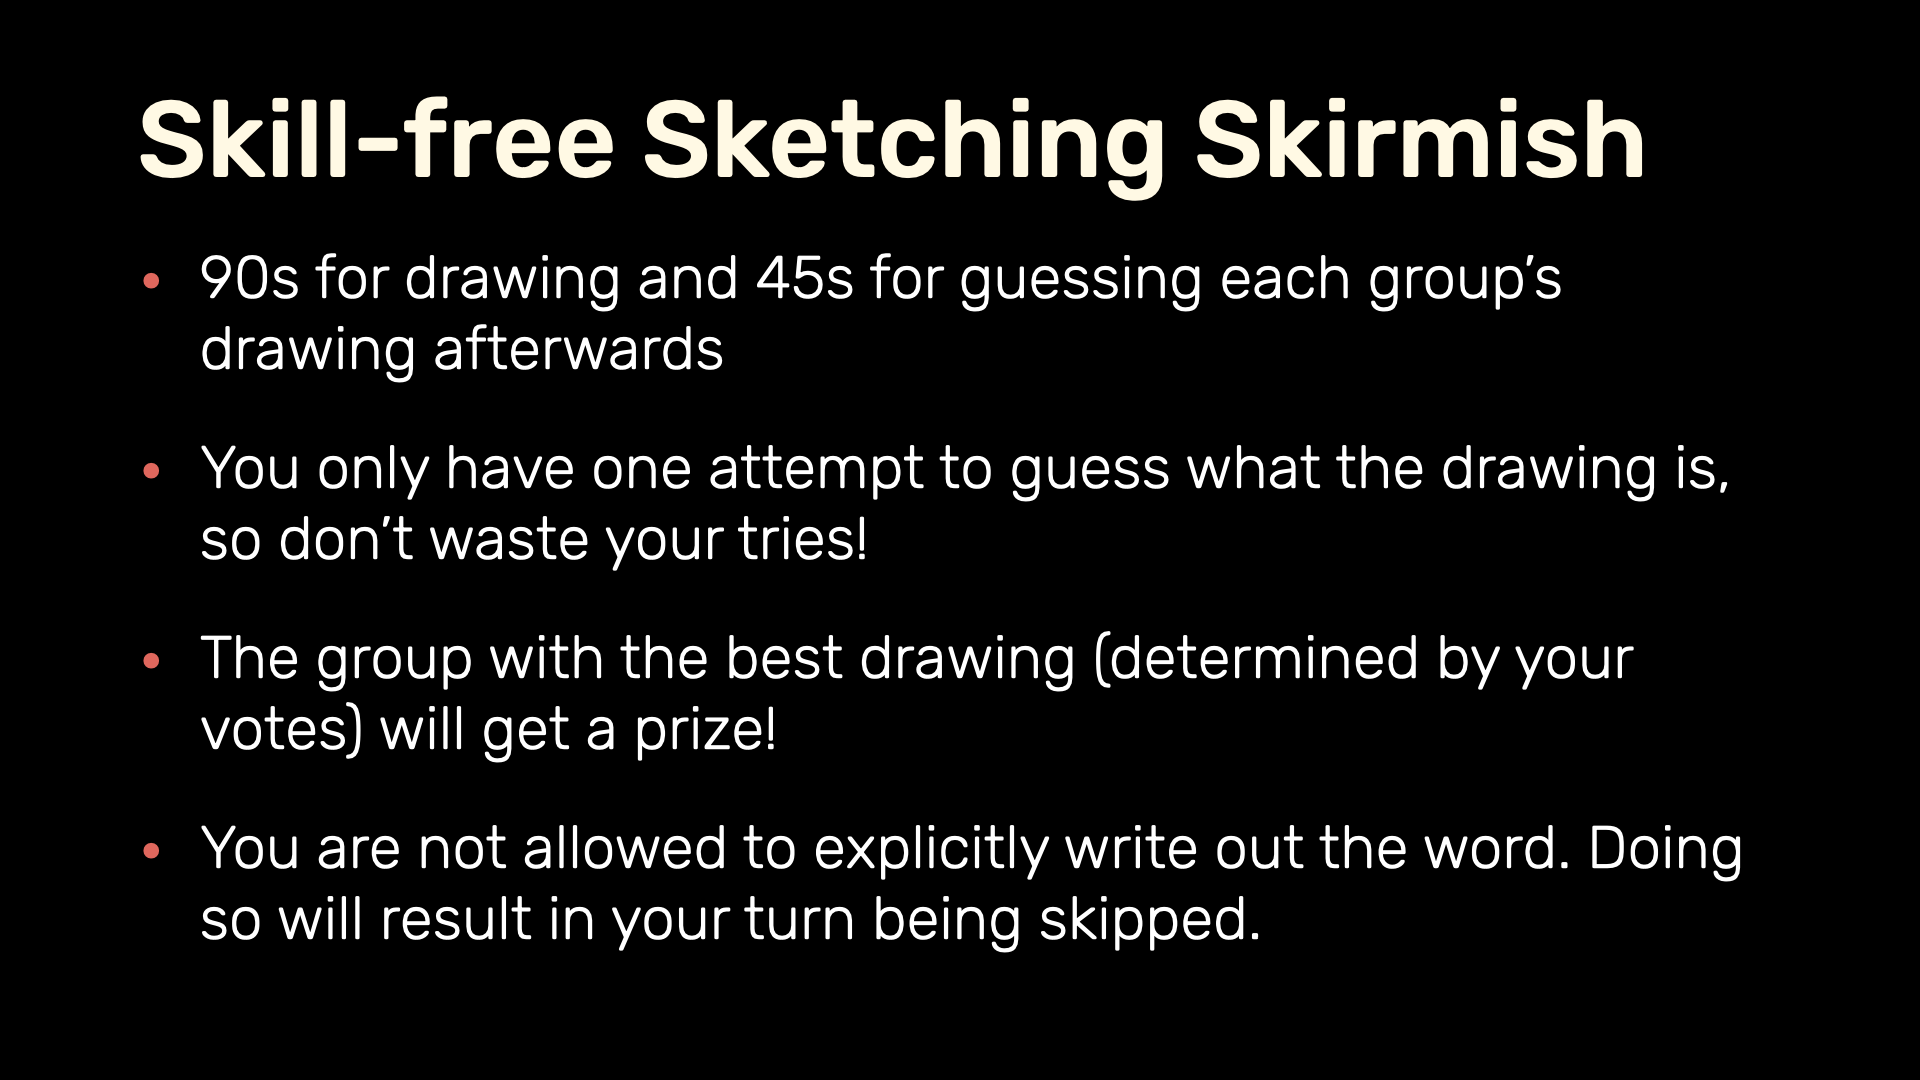 Skill-free Sketching Skirmish
• 90s for drawing and 45s for guessing each group’s
drawing afterwards
• You only have one attempt to guess what the drawing is,
so don’t waste your tries!
• The group with the best drawing (determined by your
votes) will get a prize!
• You are not allowed to explicitly write out the word. Doing
so will result in your turn being skipped.